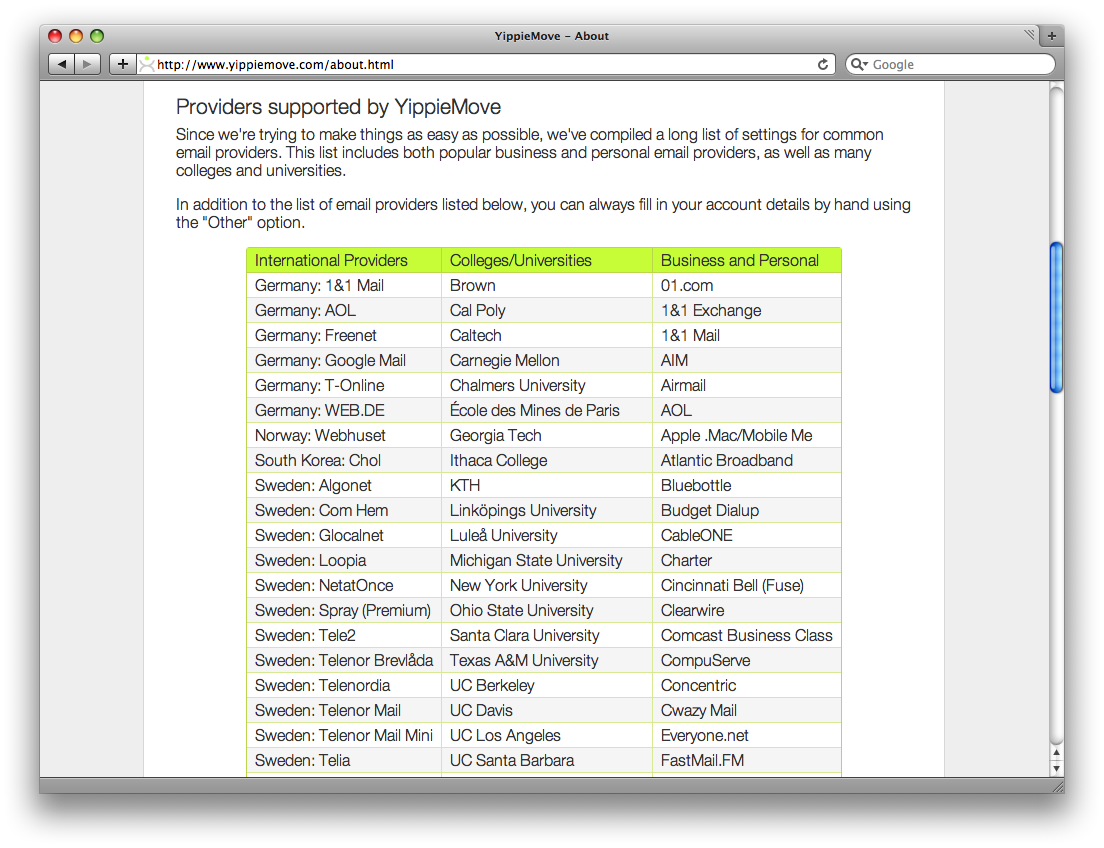 YippieMove – About
http://www.yippiemove.com/about.html
Google
Providers supported by YippieMove
Since we're trying to make things as easy as possible, we've compiled a long list of settings for common
email providers. This list includes both popular business and personal email providers, as well as many
colleges and universities.
In addition to the list of email providers listed below, you can always fill in your account details by hand using
the "Other" option.
International Providers Colleges/Universities Business and Personal
Germany: 1&1 Mail Brown 01.com
Germany: AOL Cal Poly 1&1 Exchange
Germany: Freenet Caltech 1&1 Mail
Germany: Google Mail Carnegie Mellon AIM
Germany: T-Online Chalmers University Airmail
Germany: WEB.DE École des Mines de Paris AOL
Norway: Webhuset Georgia Tech Apple .Mac/Mobile Me
South Korea: Chol Ithaca College Atlantic Broadband
Sweden: Algonet KTH Bluebottle
Sweden: Com Hem Linköpings University Budget Dialup
Sweden: Glocalnet Luleå University CableONE
Sweden: Loopia Michigan State University Charter
Sweden: NetatOnce New York University Cincinnati Bell (Fuse)
Sweden: Spray (Premium) Ohio State University Clearwire
Sweden: Tele2 Santa Clara University Comcast Business Class
Sweden: Telenor Brevlåda Texas A&M University CompuServe
Sweden: Telenordia UC Berkeley Concentric
Sweden: Telenor Mail UC Davis Cwazy Mail
Sweden: Telenor Mail Mini UC Los Angeles Everyone.net
Sweden: Telia UC Santa Barbara FastMail.FM